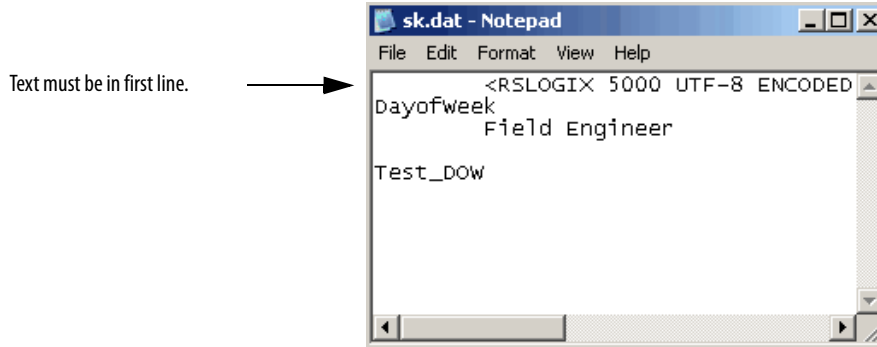 sk.dat - Notepad
File Edit Format View Help
Text must be in first line.
<RSLOGIX 5000 UTF-8 ENCODED
DayofWeek
Field Engineer
Test_DOW